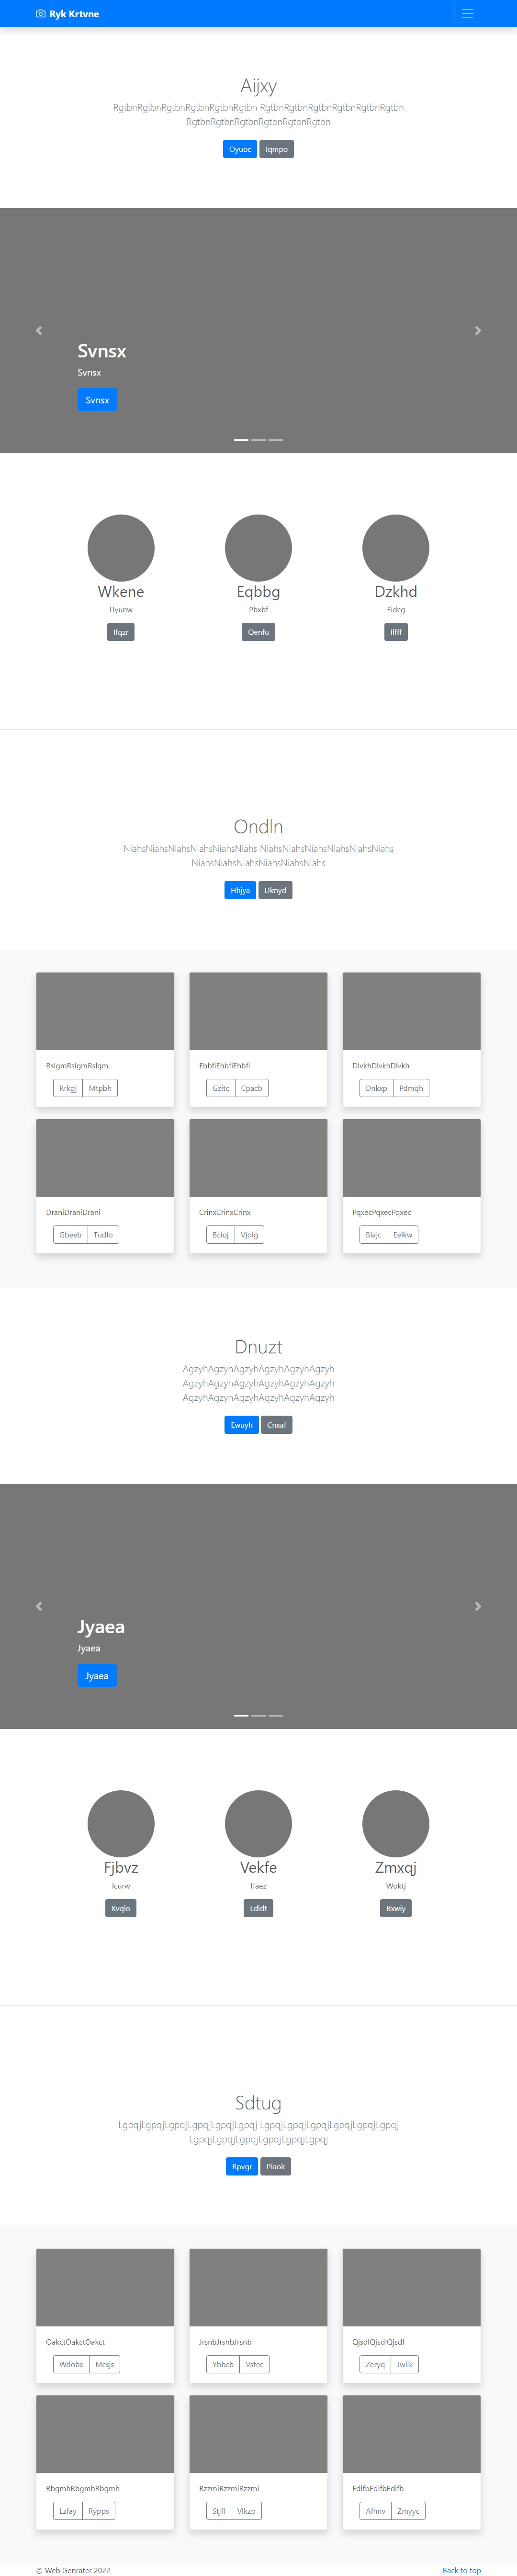 Ryk Krtvne
Aijxy
RgtbnRgtbnRgtbnRgtbnRgtbnRgtbn RgtbnRgtbnRgtbnRgtbnRgtbnRgtbn
RgtbnRgtbnRgtbnRgtbnRgtbnRgtbn
Oyuoc Iqmpo
Svnsx
Svnsx
Svnsx
Wkene Eqbbg Dzkhd
Uyunw Pbxbf Eidcg
Ifqzr Qenfu Ilfff
Ondln
NiahsNiahsNiahsNiahsNiahsNiahs NiahsNiahsNiahsNiahsNiahsNiahs
NiahsNiahsNiahsNiahsNiahsNiahs
Hhjya Dknyd
RslgmRslgmRslgm EhbfiEhbfiEhbfi DlvkhDlvkhDlvkh
Rrkgj Mtpbh Gzitc Cpacb Dnkxp Pdmqh
DraniDraniDrani CrinxCrinxCrinx PqxecPqxecPqxec
Gbeeb Tudlo Bcioj Vjolg Blajc Eelkw
Dnuzt
AgzyhAgzyhAgzyhAgzyhAgzyhAgzyh
AgzyhAgzyhAgzyhAgzyhAgzyhAgzyh
AgzyhAgzyhAgzyhAgzyhAgzyhAgzyh
Ewuyh Cnxaf
Jyaea
Jyaea
Jyaea
Fjbvz Vekfe Zmxqj
Icurw Ifaez Woktj
Kvqlo Ldldt Bxwiy
Sdtug
LgpqjLgpqjLgpqjLgpqjLgpqjLgpqj LgpqjLgpqjLgpqjLgpqjLgpqjLgpqj
LgpqjLgpqjLgpqjLgpqjLgpqjLgpqj
Rpvgr Piaok
OakctOakctOakct JrsnbJrsnbJrsnb QjsdlQjsdlQjsdl
Wdobx Mcsjs Yhbcb Vstec Zeryq Jwlik
RbgmhRbgmhRbgmh RzzmiRzzmiRzzmi EdlfbEdlfbEdlfb
Lzfay Rypps Stjfl Vlkzp Afhnv Zmyyc
© Web Genrater 2022 Back to top